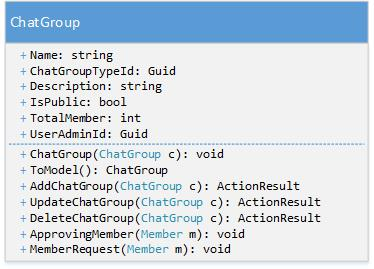 ChatGroup
+ Name: string
+ ChatGroupTypeId: Guid
+ Description: string
+ IsPublic: bool
+ TotalMember: int
+ UserAdminId: Guid
+ ChatGroup(ChatGroup c): void
+ ToModel(): ChatGroup
+ AddChatGroup(ChatGroup c): ActionResult
+ UpdateChatGroup(ChatGroup c): ActionResult
+ DeleteChatGroup(ChatGroup c): ActionResult
+ ApprovingMember(Member m): void
+ MemberRequest(Member m): void